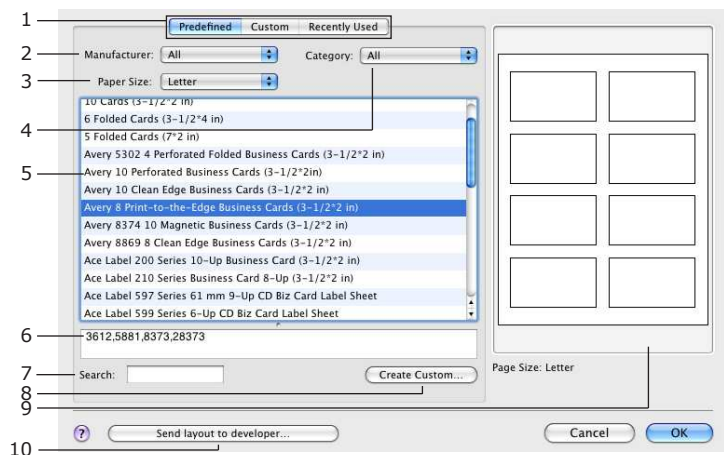 1
Predefined Custom Recently Used
2 Manufacturer: All Category: All
3 Paper Size: Letter
10 Cards (3-1/2*2 in)
4
6 Folded Cards (3-1/2*4 in)
5 Folded Cards (7*2 in)
Avery 5302 4 Perforated Folded Business Cards (3-1/2*2 in)
5 Avery 10 Perforated Business Cards (3-1/2*2in)
Avery 10 Clean Edge Business Cards (3-1/2*2in)
Avery 8 Print-to-the-Edge Business Cards (3-1/2*2 in)
Avery 8374 10 Magnetic Business Cards (3-1/2*2 in)
Avery 8869 8 Clean Edge Business Cards (3-1/2*2 in)
Ace Label 200 Series 10-Up Business Card (3-1/2*2 in)
Ace Label 210 Series Business Card 8-Up (3-1/2*2 in)
Ace Label 597 Series 61 mm 9-Up CD Biz Card Label Sheet
Ace Label 599 Series 6-Up CD Biz Card Label Sheet
6 3612,5881,8373,28373
7 Search: Create Custom... Page Size: Letter
8
9
? Send layout to developer... Cancel OK
10